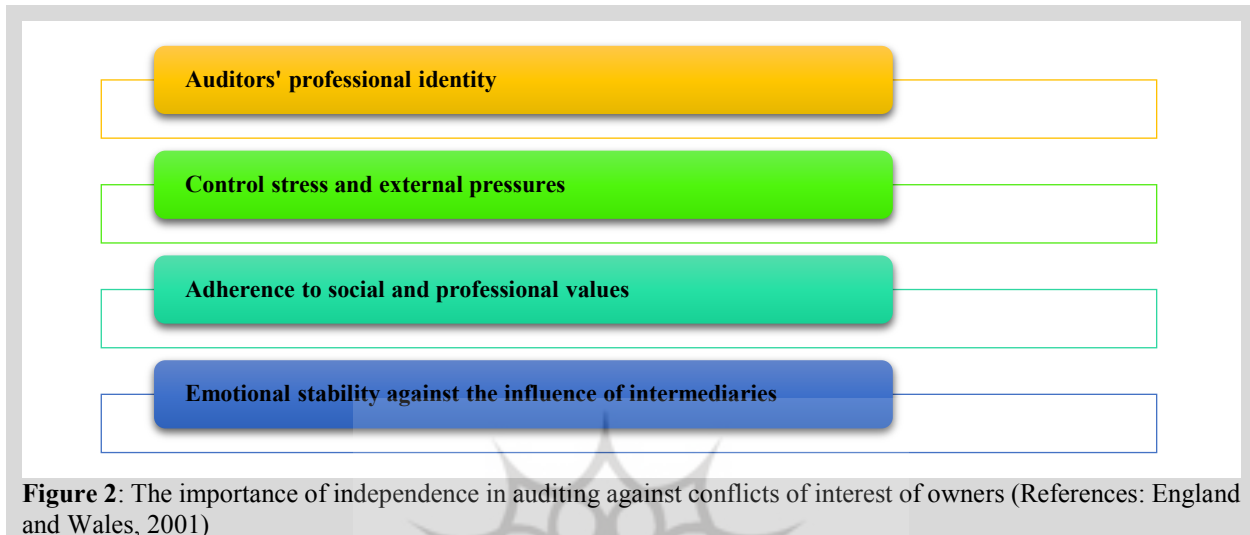 Auditors' professional identity
Control stress and external pressures
Adherence to social and professional values
Emotional stability against the influence of intermediaries
Figure 2: The importance of independence in auditing against conflicts of interest of owners (References: England
and Wales, 2001)